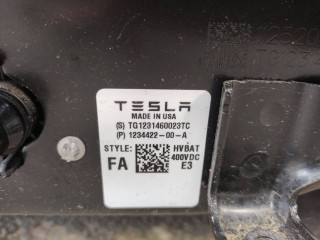 TESLA
MADE IN USA
(S) TG1231460023TC
(P) 1234422-00-A
STYLE:
FA
HVBAT
400VDC
E3